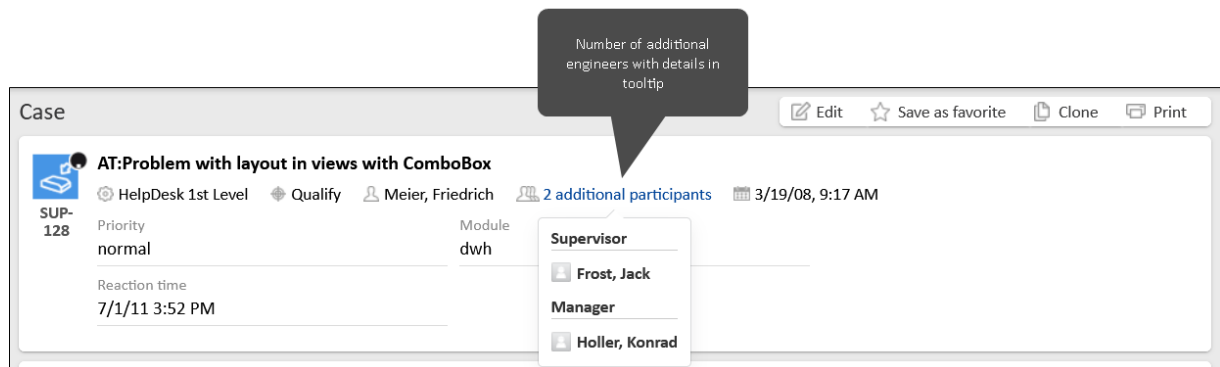 Number of additional
engineers with details in
tooltip
Case
Edit Save as favorite Clone Print
AT:Problem with layout in views with ComboBox
HelpDesk 1st Level Qualify Meier, Friedrich 2 additional participants 3/19/08, 9:17 AM
SUP-
128
Priority Module
normal dwh
Reaction time
7/1/11 3:52 PM
Supervisor
Frost, Jack
Manager
Holler, Konrad